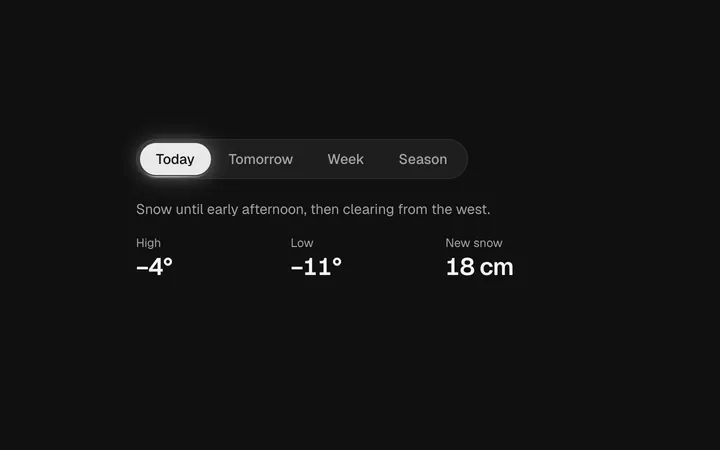 Today Tomorrow Week Season
Snow until early afternoon, then clearing from the west.
High Low New snow
–4° –11° 18 cm